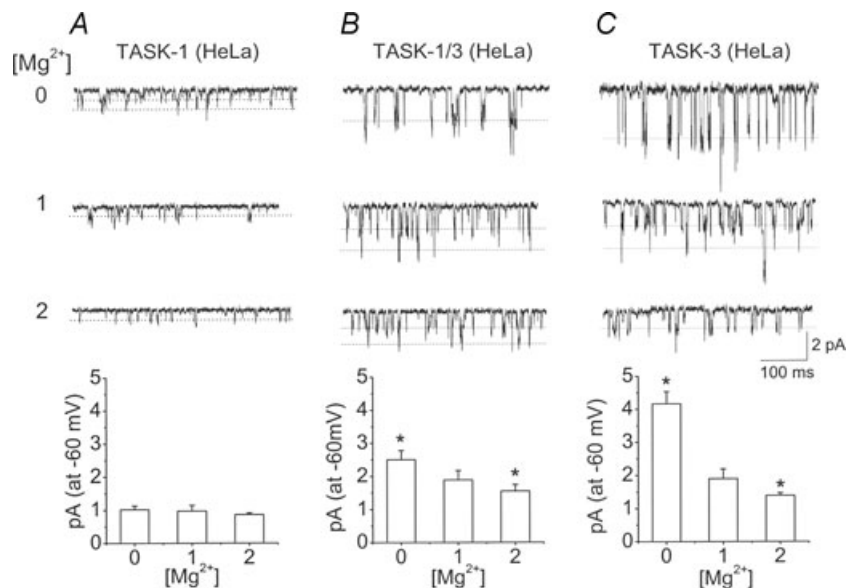 A
TASK-1 (HeLa)
B
TASK-1/3 (HeLa)
C
TASK-3 (HeLa)
[Mg2+]
0
1
2
2 pA
100 ms
5
4
3
2
1
0
pA (at -60 mV)
0 1 2
[Mg2+]
5
4
3
2
1
0
pA (at -60mV)
*
*
0 1 2
[Mg2+]
5
4
3
2
1
0
pA (at -60 mV)
*
*
0 1 2
[Mg2+]